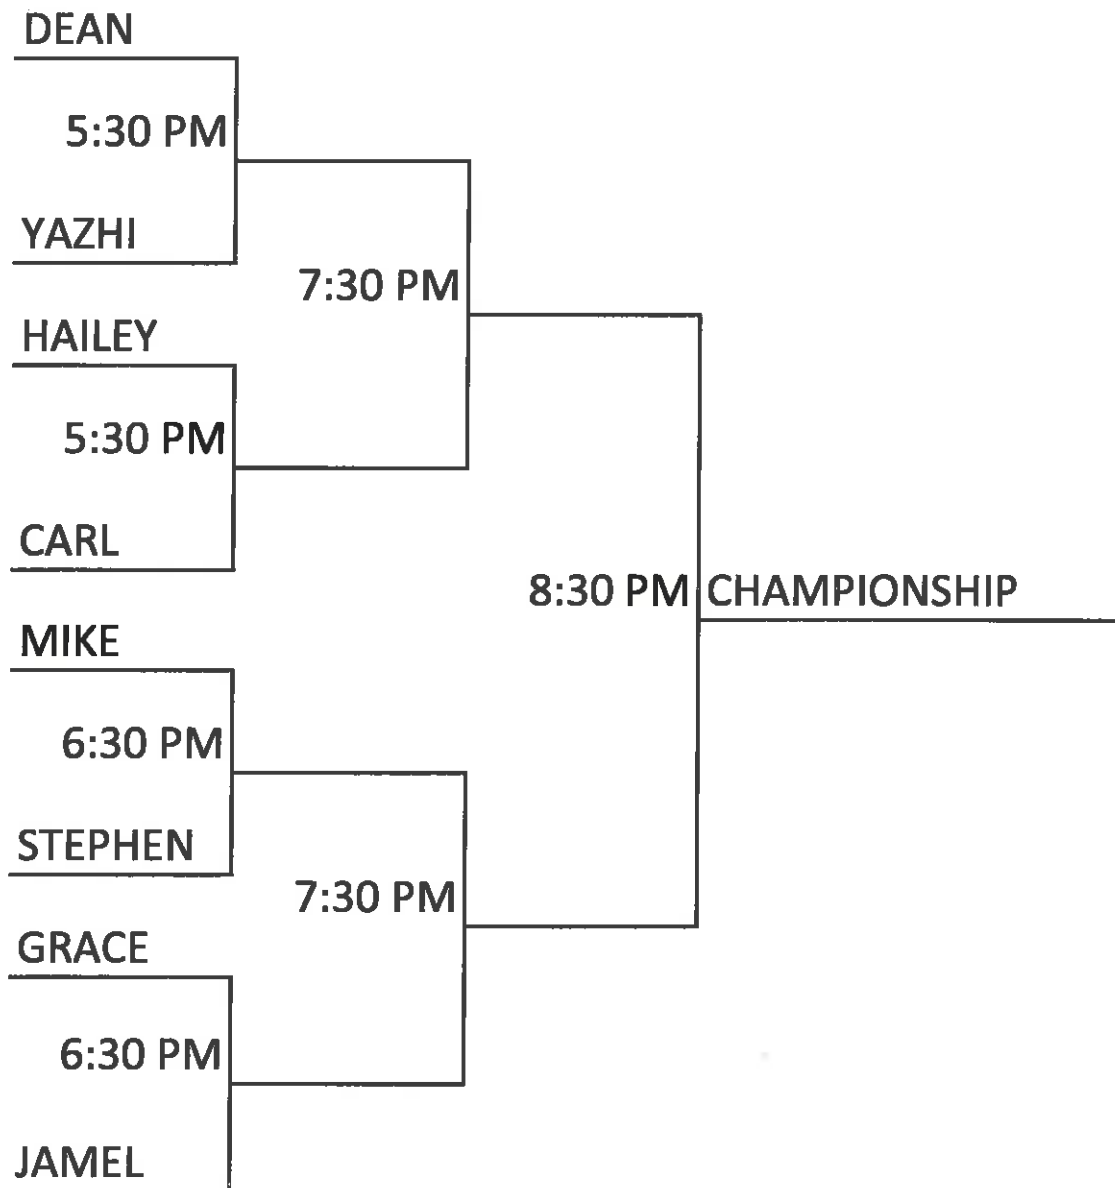 DEAN
5:30 PM
YAZHI
7:30 PM
HAILEY
5:30 PM
CARL
8:30 PM CHAMPIONSHIP
MIKE
6:30 PM
STEPHEN
7:30 PM
GRACE
6:30 PM
JAMEL